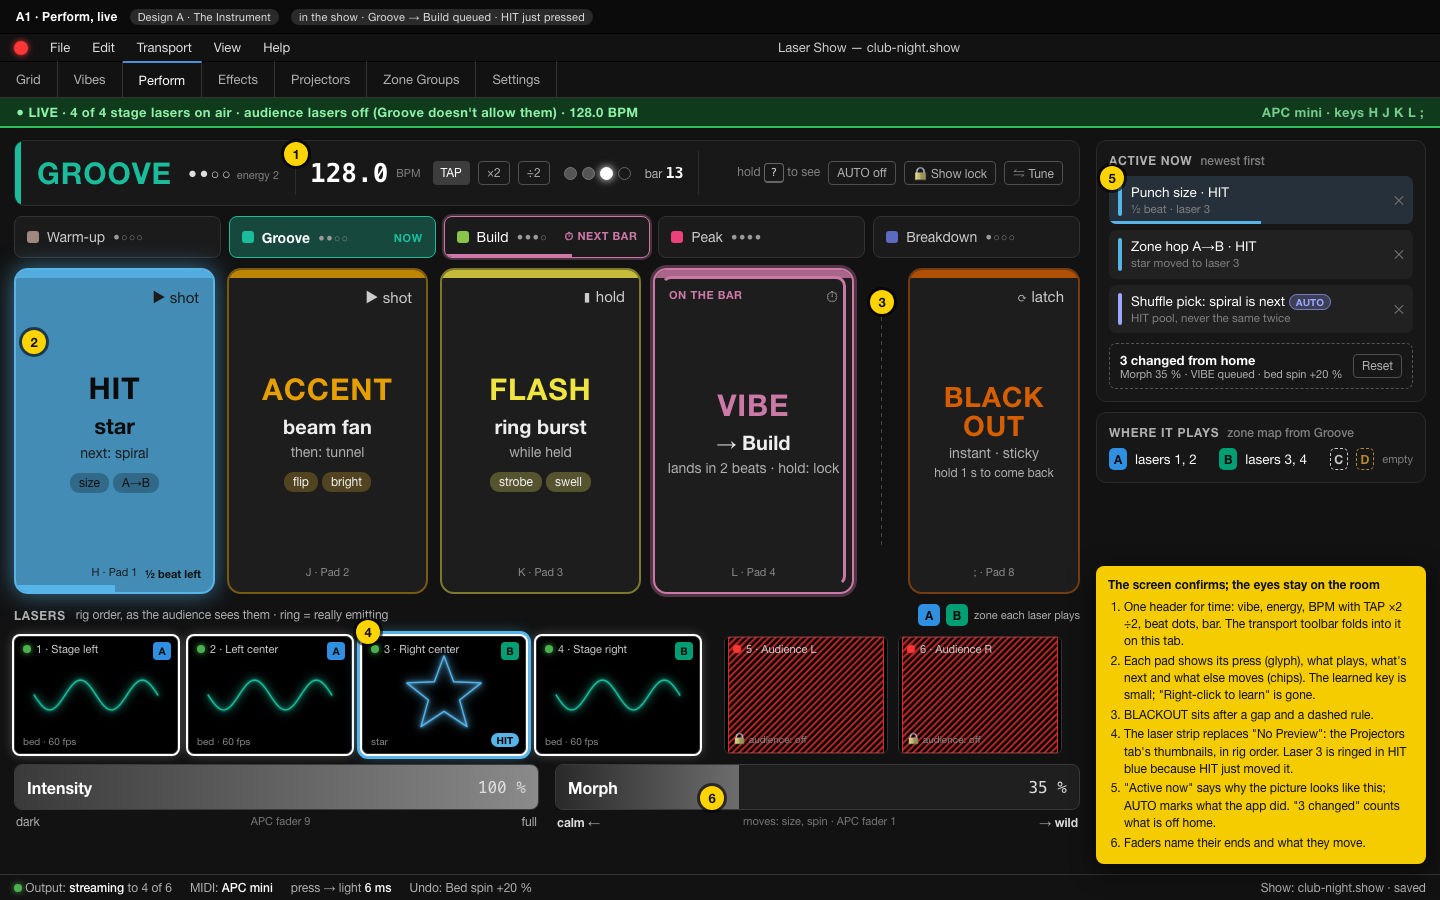 A1 · Perform, live
Design A · The Instrument
in the show · Groove → Build queued · HIT just pressed
File Edit Transport View Help
Laser Show — club-night.show
Grid Vibes Perform Effects Projectors Zone Groups Settings
● LIVE · 4 of 4 stage lasers on air · audience lasers off (Groove doesn't allow them) · 128.0 BPM
APC mini · keys H J K L ;
GROOVE ●●○○ energy 2
1
128.0 BPM TAP ×2 ÷2 bar 13
hold ? to see AUTO off 🔒 Show lock ⇆ Tune
Warm-up ●○○○
Groove ●●○○ NOW
Build ●●●○ ⏱ NEXT BAR
Peak ●●●●
Breakdown ●○○○
▶ shot
2
HIT
star
next: spiral
size A→B
H · Pad 1 ½ beat left
▶ shot
ACCENT
beam fan
then: tunnel
flip bright
J · Pad 2
▮ hold
FLASH
ring burst
while held
strobe swell
K · Pad 3
ON THE BAR ⏱
VIBE
→ Build
lands in 2 beats · hold: lock
L · Pad 4
3
⟳ latch
BLACK
OUT
instant · sticky
hold 1 s to come back
; · Pad 8
LASERS rig order, as the audience sees them · ring = really emitting
A B zone each laser plays
4
1 · Stage left A
bed · 60 fps
2 · Left center A
bed · 60 fps
3 · Right center B
star HIT
4 · Stage right B
bed · 60 fps
5 · Audience L
🔒 audience: off
6 · Audience R
🔒 audience: off
Intensity 100 %
dark APC fader 9 full
Morph 35 %
6
calm ← moves: size, spin · APC fader 1 → wild
ACTIVE NOW newest first
5
Punch size · HIT ×
½ beat · laser 3
Zone hop A→B · HIT ×
star moved to laser 3
Shuffle pick: spiral is next AUTO ×
HIT pool, never the same twice
3 changed from home
Morph 35 % · VIBE queued · bed spin +20 %
Reset
WHERE IT PLAYS zone map from Groove
A lasers 1, 2 B lasers 3, 4 C D empty
The screen confirms; the eyes stay on the room
1. One header for time: vibe, energy, BPM with TAP ×2
÷2, beat dots, bar. The transport toolbar folds into it
on this tab.
2. Each pad shows its press (glyph), what plays, what's
next and what else moves (chips). The learned key is
small; "Right-click to learn" is gone.
3. BLACKOUT sits after a gap and a dashed rule.
4. The laser strip replaces "No Preview": the Projectors
tab's thumbnails, in rig order. Laser 3 is ringed in HIT
blue because HIT just moved it.
5. "Active now" says why the picture looks like this;
AUTO marks what the app did. "3 changed" counts
what is off home.
6. Faders name their ends and what they move.
Output: streaming to 4 of 6 MIDI: APC mini press → light 6 ms Undo: Bed spin +20 %
Show: club-night.show · saved